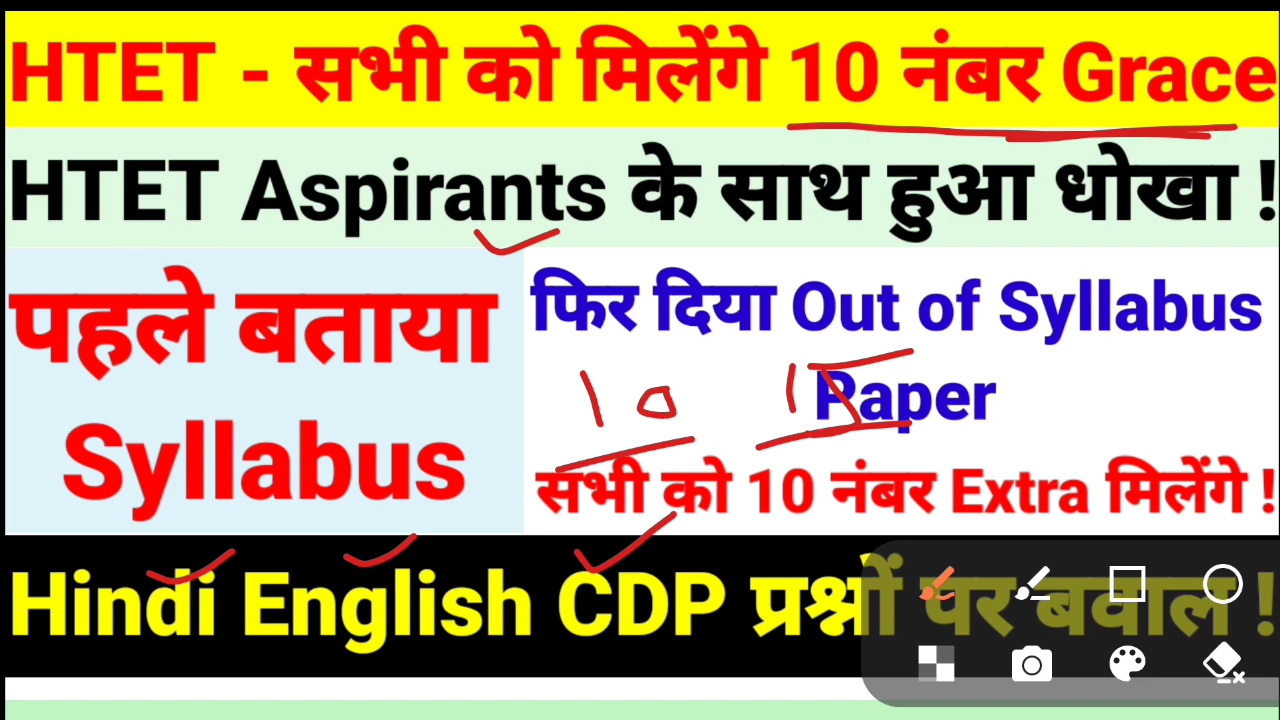 HTET - सभी को मिलेंगे 10 नंबर Grace
HTET Aspirants के साथ हुआ धोखा !
पहले बताया
Syllabus
फिर दिया Out of Syllabus
Paper
10 15
सभी को 10 नंबर Extra मिलेंगे !
Hindi English CDP प्रश्नों पर बवाल !